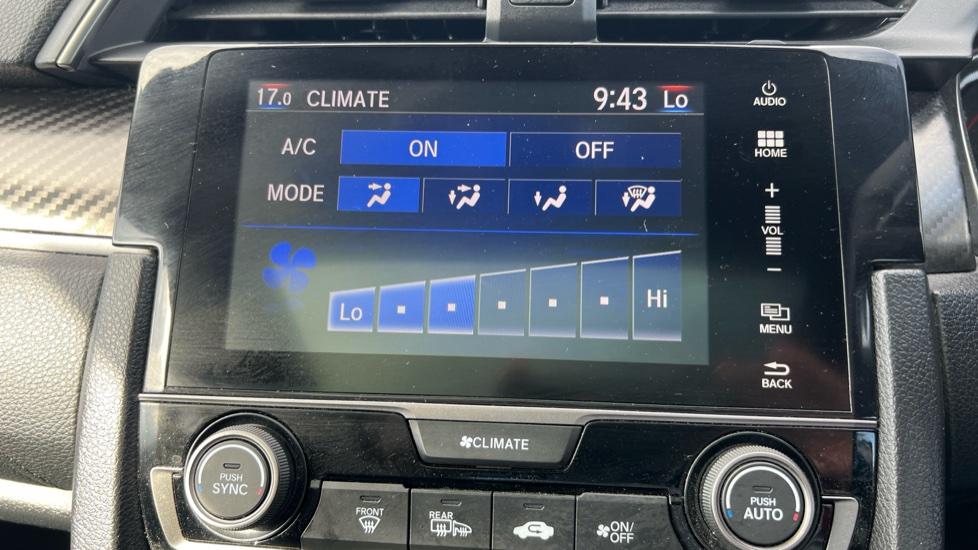 17.0 CLIMATE 9:43 Lo
A/C ON OFF
MODE
Lo Hi
AUDIO
HOME
+
VOL
−
MENU
BACK
CLIMATE
PUSH
SYNC
FRONT
REAR
ON/
OFF
PUSH
AUTO